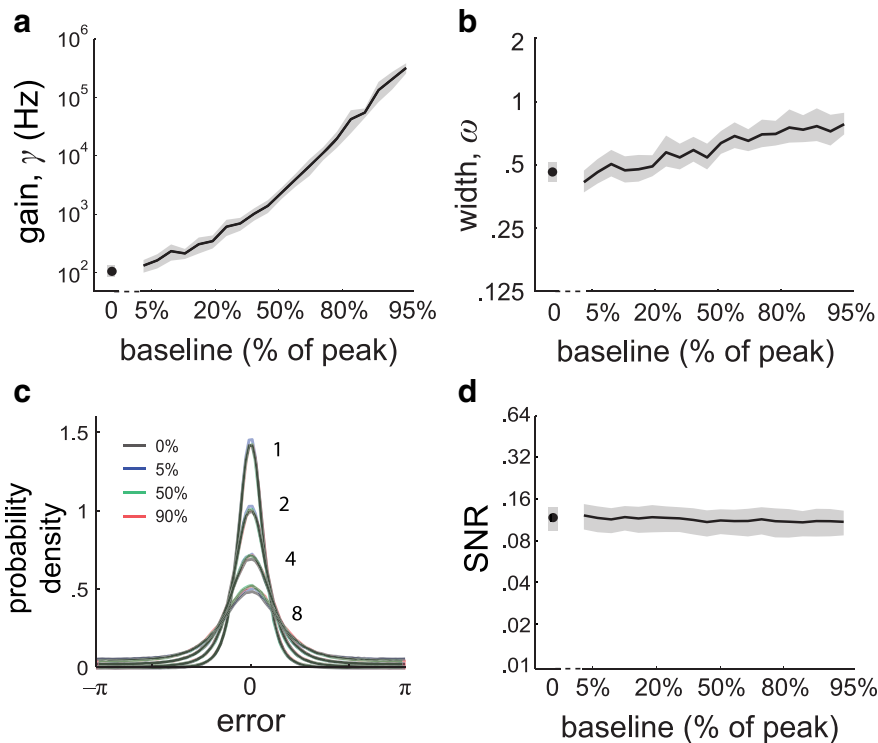 a
10^6
10^5
10^4
10^3
10^2
gain, γ (Hz)
0 5% 20% 50% 80% 95%
baseline (% of peak)
b
2
1
.5
.25
.125
width, ω
0 5% 20% 50% 80% 95%
baseline (% of peak)
c
1.5
1
.5
0
probability
density
0%
5%
50%
90%
1
2
4
8
−π 0 π
error
d
.64
.32
.16
.08
.04
.02
.01
SNR
0 5% 20% 50% 80% 95%
baseline (% of peak)